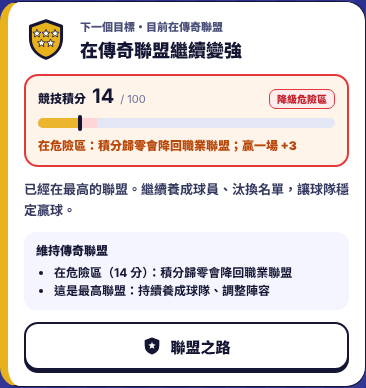 下一個目標・目前在傳奇聯盟
在傳奇聯盟繼續變強
競技積分 14 / 100 降級危險區
在危險區：積分歸零會降回職業聯盟；贏一場 +3
已經在最高的聯盟。繼續養成球員、汰換名單，讓球隊穩
定贏球。
維持傳奇聯盟
• 在危險區（14 分）：積分歸零會降回職業聯盟
• 這是最高聯盟：持續養成球隊、調整陣容
聯盟之路